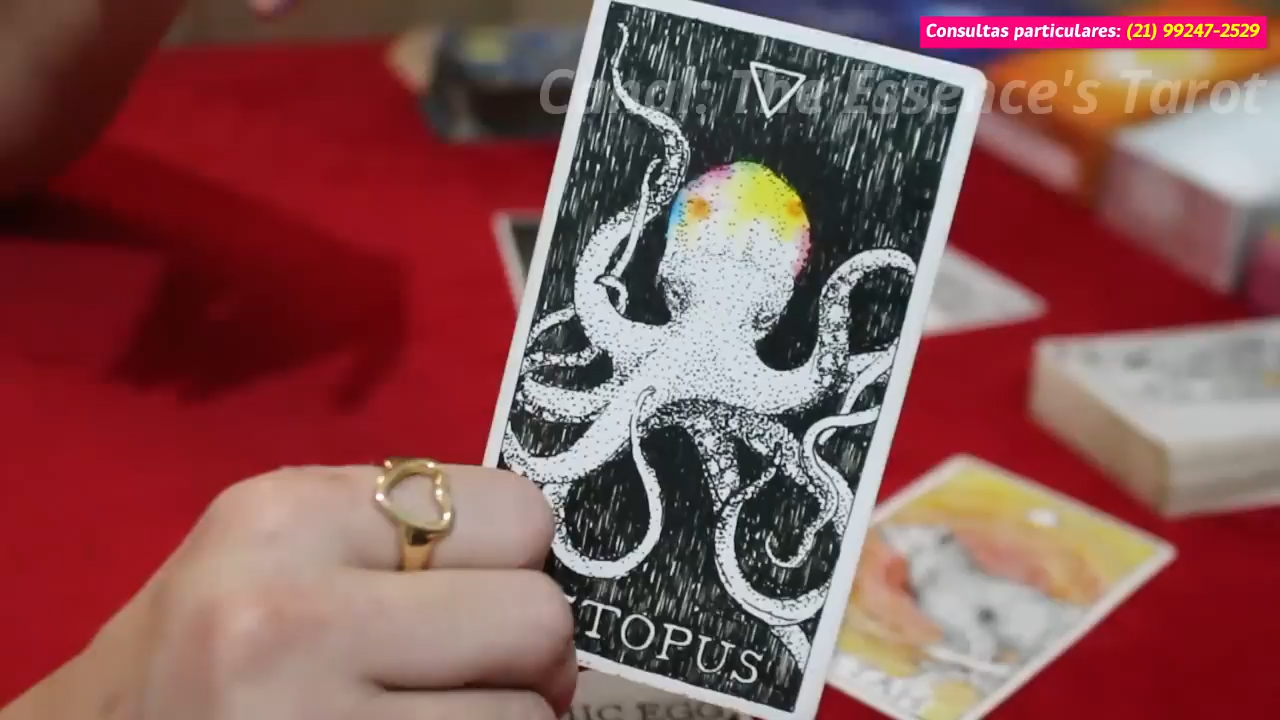 Consultas particulares: (21) 99247-2529
Canal: The Essence's Tarot
TOPUS